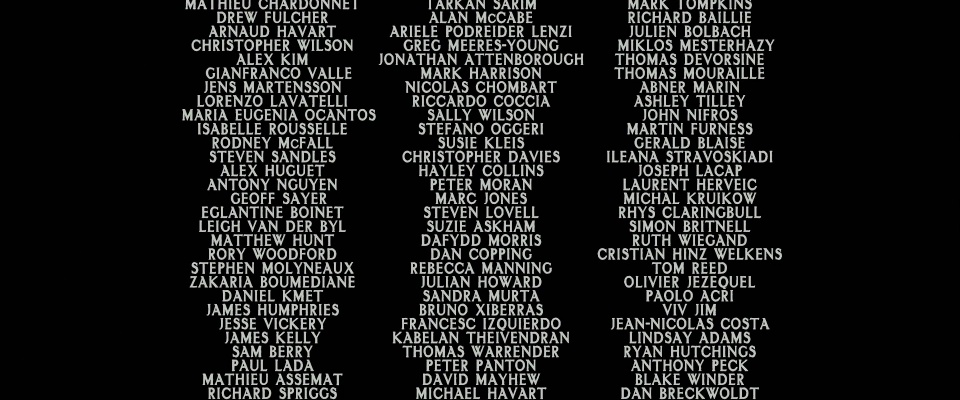 MATHIEU CHARDONNET TARKAN SARIM MARK TOMPKINS
DREW FULCHER ALAN McCABE RICHARD BAILLIE
ARNAUD HAVART ARIELE PODREIDER LENZI JULIEN BOLBACH
CHRISTOPHER WILSON GREG MEERES-YOUNG MIKLOS MESTERHAZY
ALEX KIM JONATHAN ATTENBOROUGH THOMAS DEVORSINE
GIANFRANCO VALLE MARK HARRISON THOMAS MOURAILLE
JENS MARTENSSON NICOLAS CHOMBART ABNER MARIN
LORENZO LAVATELLI RICCARDO COCCIA ASHLEY TILLEY
MARIA EUGENIA OCANTOS SALLY WILSON JOHN NIFROS
ISABELLE ROUSSELLE STEFANO OGGERI MARTIN FURNESS
RODNEY McFALL SUSIE KLEIS GERALD BLAISE
STEVEN SANDLES CHRISTOPHER DAVIES ILEANA STRAVOSKIADI
ALEX HUGUET HAYLEY COLLINS JOSEPH LACAP
ANTONY NGUYEN PETER MORAN LAURENT HERVEIC
GEOFF SAYER MARC JONES MICHAL KRUIKOW
EGLANTINE BOINET STEVEN LOVELL RHYS CLARINGBULL
LEIGH VAN DER BYL SUZIE ASKHAM SIMON BRITNELL
MATTHEW HUNT DAFYDD MORRIS RUTH WIEGAND
RORY WOODFORD DAN COPPING CRISTIAN HINZ WELKENS
STEPHEN MOLYNEAUX REBECCA MANNING TOM REED
ZAKARIA BOUMEDIANE JULIAN HOWARD OLIVIER JEZEQUEL
DANIEL KMET SANDRA MURTA PAOLO ACRI
JAMES HUMPHRIES BRUNO XIBERRAS VIV JIM
JESSE VICKERY FRANCESC IZQUIERDO JEAN-NICOLAS COSTA
JAMES KELLY KABELAN THEIVENDRAN LINDSAY ADAMS
SAM BERRY THOMAS WARRENDER RYAN HUTCHINGS
PAUL LADA PETER PANTON ANTHONY PECK
MATHIEU ASSEMAT DAVID MAYHEW BLAKE WINDER
RICHARD SPRIGGS MICHAEL HAVART DAN BRECKWOLDT